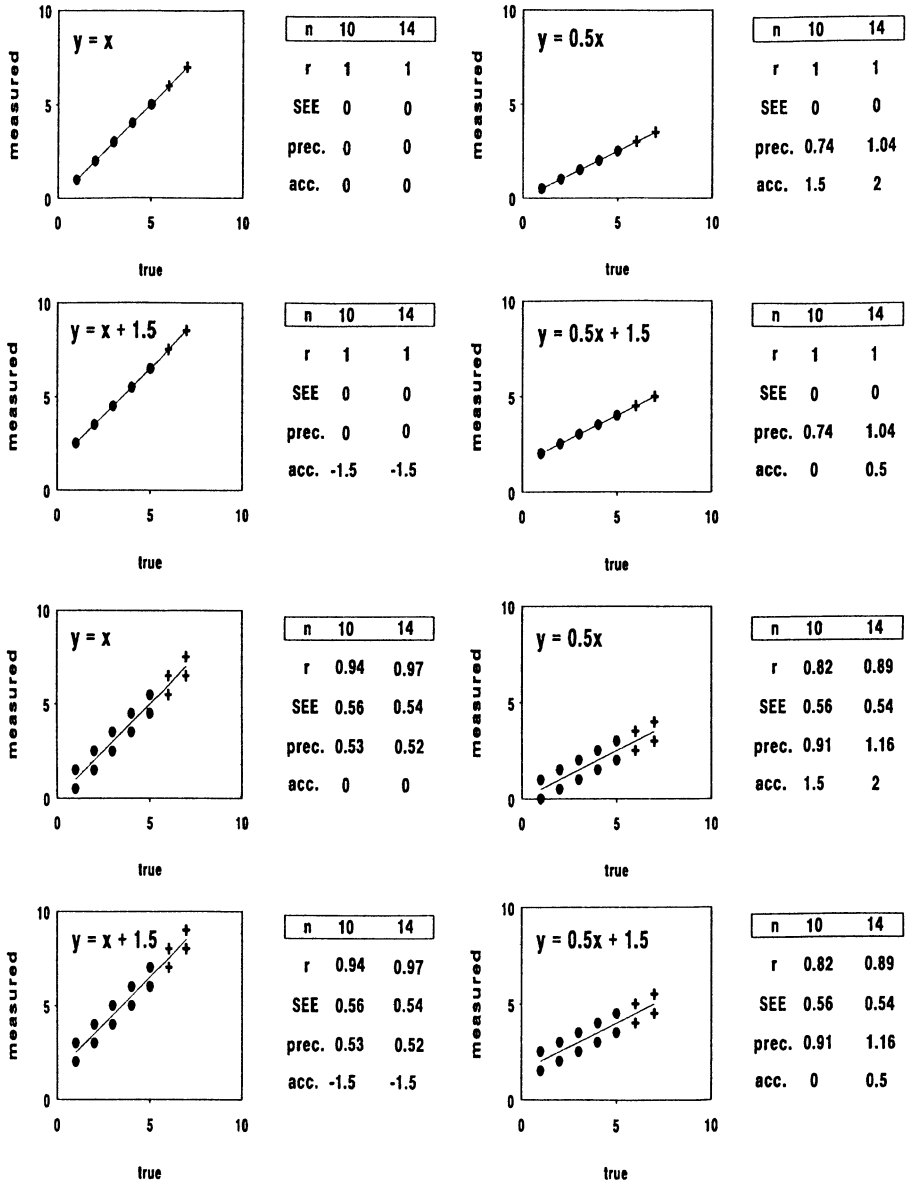 10
5
0
measured
y = x
0 5 10
true
n 10 14
r 1 1
SEE 0 0
prec. 0 0
acc. 0 0
10
5
0
measured
y = 0.5x
0 5 10
true
n 10 14
r 1 1
SEE 0 0
prec. 0.74 1.04
acc. 1.5 2
10
5
0
measured
y = x + 1.5
0 5 10
true
n 10 14
r 1 1
SEE 0 0
prec. 0 0
acc. -1.5 -1.5
10
5
0
measured
y = 0.5x + 1.5
0 5 10
true
n 10 14
r 1 1
SEE 0 0
prec. 0.74 1.04
acc. 0 0.5
10
5
0
measured
y = x
0 5 10
true
n 10 14
r 0.94 0.97
SEE 0.56 0.54
prec. 0.53 0.52
acc. 0 0
10
5
0
measured
y = 0.5x
0 5 10
true
n 10 14
r 0.82 0.89
SEE 0.56 0.54
prec. 0.91 1.16
acc. 1.5 2
10
5
0
measured
y = x + 1.5
0 5 10
true
n 10 14
r 0.94 0.97
SEE 0.56 0.54
prec. 0.53 0.52
acc. -1.5 -1.5
10
5
0
measured
y = 0.5x + 1.5
0 5 10
true
n 10 14
r 0.82 0.89
SEE 0.56 0.54
prec. 0.91 1.16
acc. 0 0.5